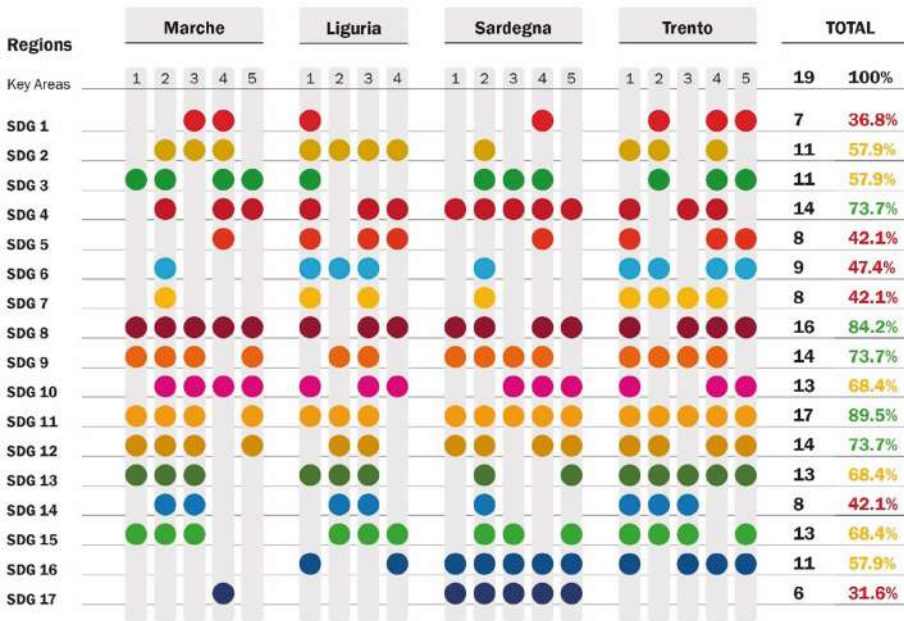 Marche Liguria Sardegna Trento TOTAL
Regions
Key Areas 1 2 3 4 5 1 2 3 4 1 2 3 4 5 1 2 3 4 5 19 100%
SDG 1 7 36.8%
SDG 2 11 57.9%
SDG 3 11 57.9%
SDG 4 14 73.7%
SDG 5 8 42.1%
SDG 6 9 47.4%
SDG 7 8 42.1%
SDG 8 16 84.2%
SDG 9 14 73.7%
SDG 10 13 68.4%
SDG 11 17 89.5%
SDG 12 14 73.7%
SDG 13 13 68.4%
SDG 14 8 42.1%
SDG 15 13 68.4%
SDG 16 11 57.9%
SDG 17 6 31.6%